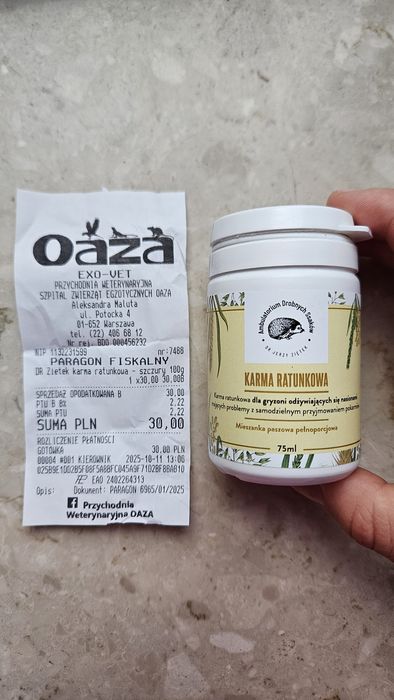 Oaza
EXO-VET
PRZYCHODNIA WETERYNARYJNA
SZPITAL ZWIERZĄT EGZOTYCZNYCH OAZA
Aleksandra Maluta
ul. Potocka 4
01-652 Warszawa
tel. (22) 406 68 12
Nr rej. BDO 000456232
NIP 1132231599 nr:7488
PARAGON FISKALNY
DR Ziętek karma ratunkowa - szczury 100g
1 x30,00 30,00B
SPRZEDAŻ OPODATKOWANA B 30,00
PTU B 8% 2,22
SUMA PTU 2,22
SUMA PLN 30,00
ROZLICZENIE PŁATNOŚCI
GOTÓWKA 30,00 PLN
00004 #001 KIEROWNIK 2025-10-11 13:06
EAO 2402264313
Opis: Dokument: PARAGON 6965/01/2025
Przychodnia
Weterynaryjna OAZA
Ambulatorium Drobnych Ssaków
DR JERZY ZIĘTEK
KARMA RATUNKOWA
Karma ratunkowa dla gryzoni odżywiających się nasionami
mających problemy z samodzielnym przyjmowaniem pokarmu
Mieszanka paszowa pełnoporcjowa
75ml